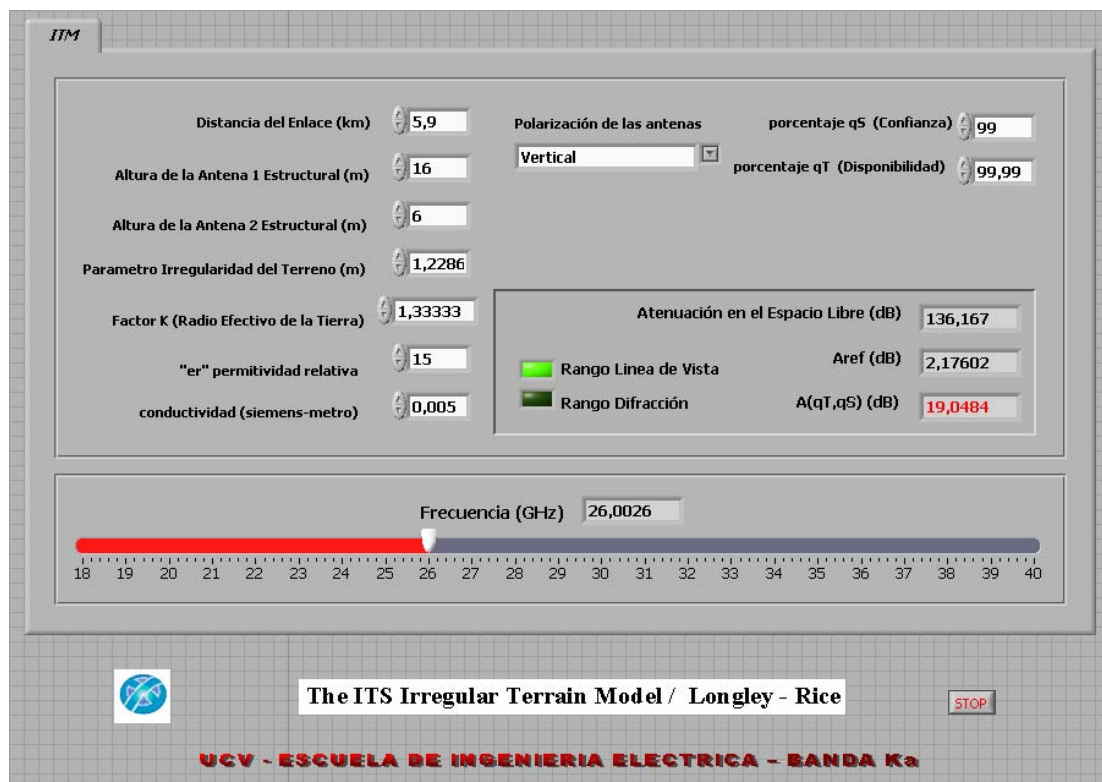 ITM
Distancia del Enlace (km) 5,9
Altura de la Antena 1 Estructural (m) 16
Altura de la Antena 2 Estructural (m) 6
Parametro Irregularidad del Terreno (m) 1,2286
Factor K (Radio Efectivo de la Tierra) 1,33333
"er" permitividad relativa 15
conductividad (siemens-metro) 0,005
Polarización de las antenas
Vertical
porcentaje qS (Confianza) 99
porcentaje qT (Disponibilidad) 99,99
Atenuación en el Espacio Libre (dB) 136,167
Aref (dB) 2,17602
A(qT,qS) (dB) 19,0484
Rango Linea de Vista
Rango Difracción
Frecuencia (GHz) 26,0026
18 19 20 21 22 23 24 25 26 27 28 29 30 31 32 33 34 35 36 37 38 39 40
The ITS Irregular Terrain Model / Longley - Rice
STOP
UCV - ESCUELA DE INGENIERIA ELECTRICA - BANDA Ka